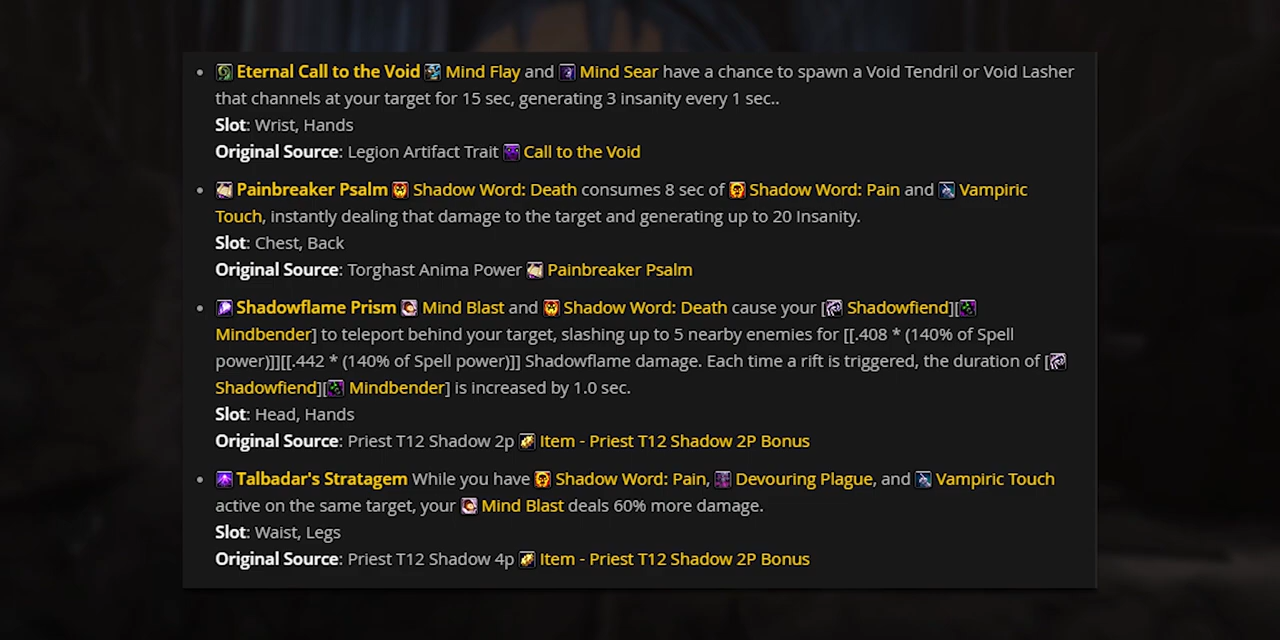 Eternal Call to the Void Mind Flay and Mind Sear have a chance to spawn a Void Tendril or Void Lasher
that channels at your target for 15 sec, generating 3 insanity every 1 sec..
Slot: Wrist, Hands
Original Source: Legion Artifact Trait Call to the Void
Painbreaker Psalm Shadow Word: Death consumes 8 sec of Shadow Word: Pain and Vampiric
Touch, instantly dealing that damage to the target and generating up to 20 Insanity.
Slot: Chest, Back
Original Source: Torghast Anima Power Painbreaker Psalm
Shadowflame Prism Mind Blast and Shadow Word: Death cause your [ Shadowfiend][
Mindbender] to teleport behind your target, slashing up to 5 nearby enemies for [[.408 * (140% of Spell
power)]][[.442 * (140% of Spell power)]] Shadowflame damage. Each time a rift is triggered, the duration of [
Shadowfiend][ Mindbender] is increased by 1.0 sec.
Slot: Head, Hands
Original Source: Priest T12 Shadow 2p Item - Priest T12 Shadow 2P Bonus
Talbadar's Stratagem While you have Shadow Word: Pain, Devouring Plague, and Vampiric Touch
active on the same target, your Mind Blast deals 60% more damage.
Slot: Waist, Legs
Original Source: Priest T12 Shadow 4p Item - Priest T12 Shadow 2P Bonus